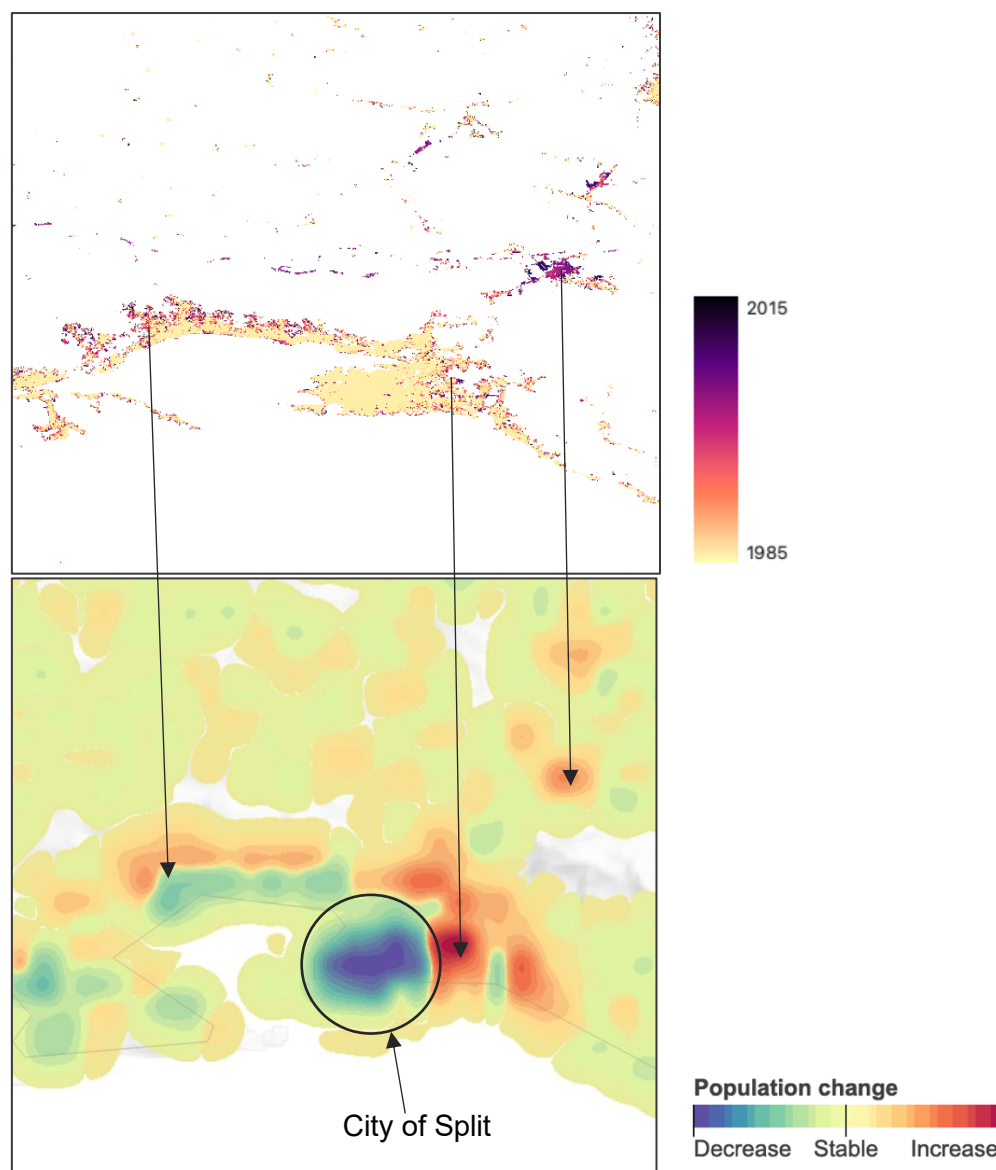 2015
1985
City of Split
Population change
Decrease Stable Increase